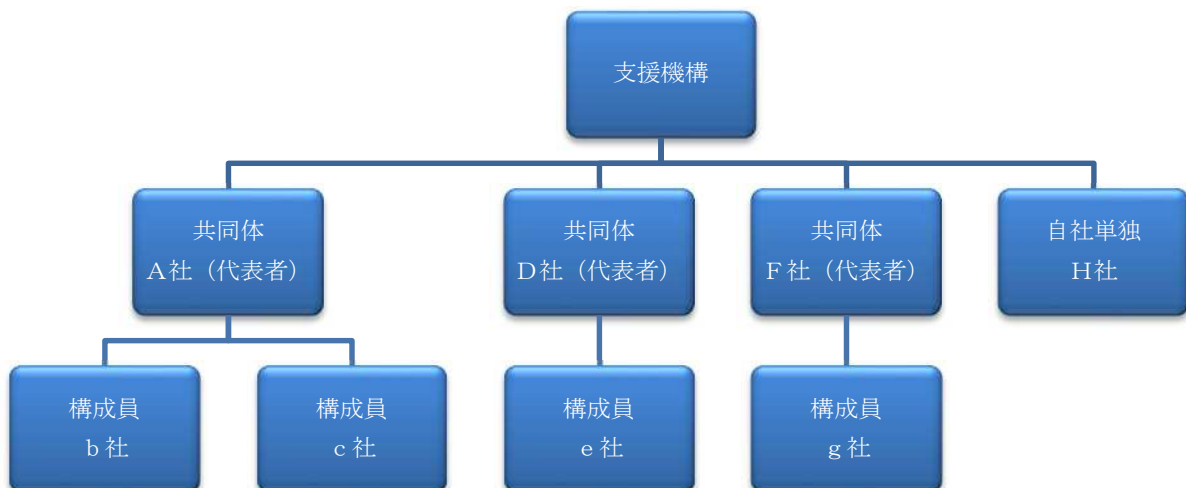 支援機構
共同体
A社（代表者）
共同体
D社（代表者）
共同体
F社（代表者）
自社単独
H社
構成員
b社
構成員
c社
構成員
e社
構成員
g社